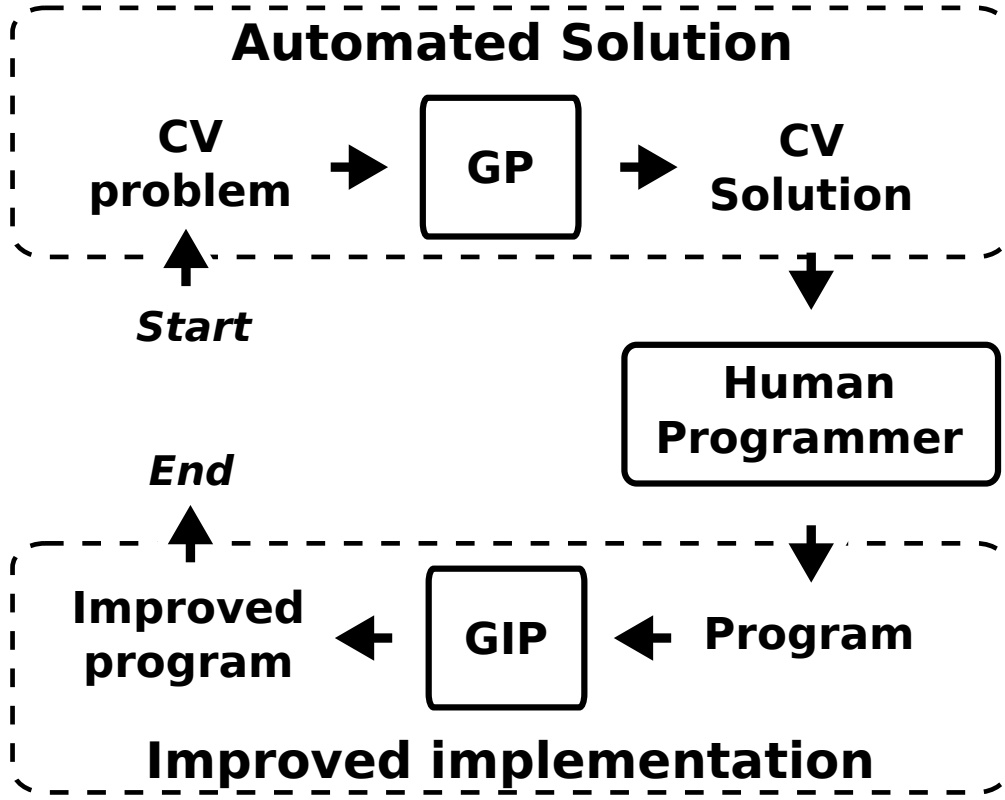 Automated Solution
CV
problem
GP
CV
Solution
Start
Human
Programmer
End
Improved
program
GIP
Program
Improved implementation